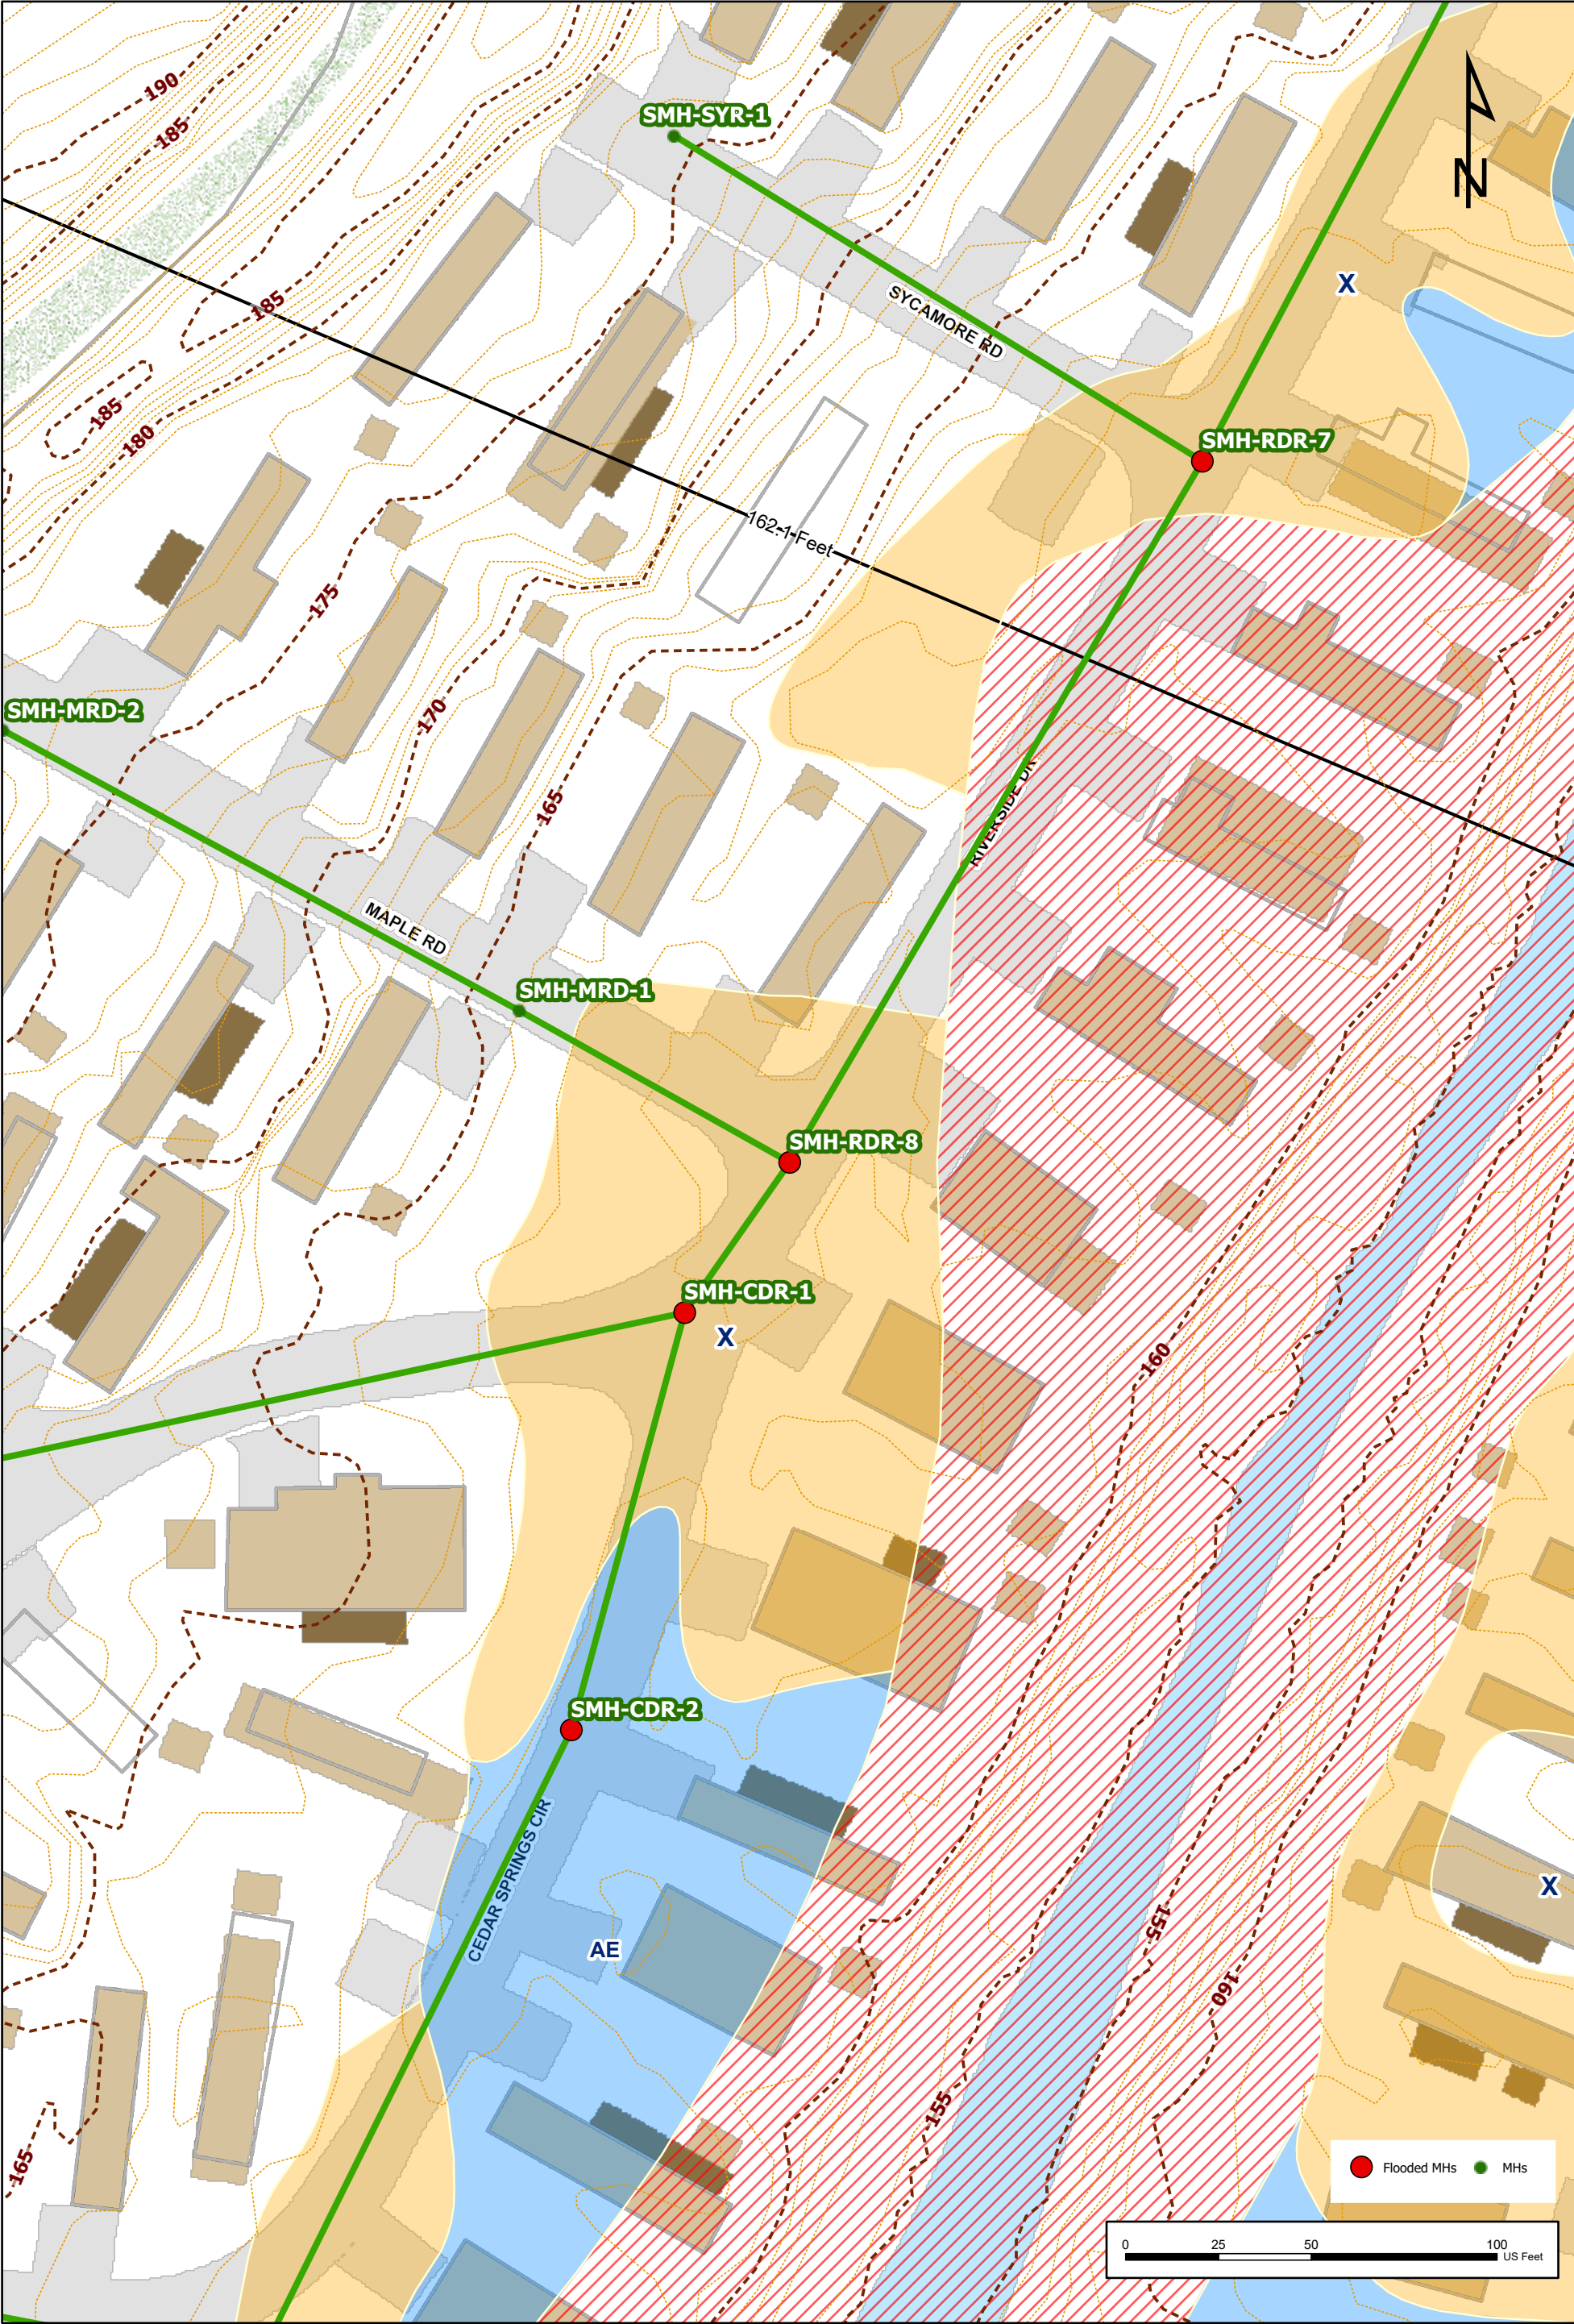 190
SMH-SYR-1
185
N
X
185
SYCAMORE RD
185
180
SMH-RDR-7
162.1 Feet
175
SMH-MRD-2
170
165
RIVERSIDE DR
MAPLE RD
SMH-MRD-1
SMH-RDR-8
SMH-CDR-1
X
160
SMH-CDR-2
CEDAR SPRINGS CIR
X
155
AE
160
155
165
Flooded MHs
MHs
0 25 50 100
US Feet